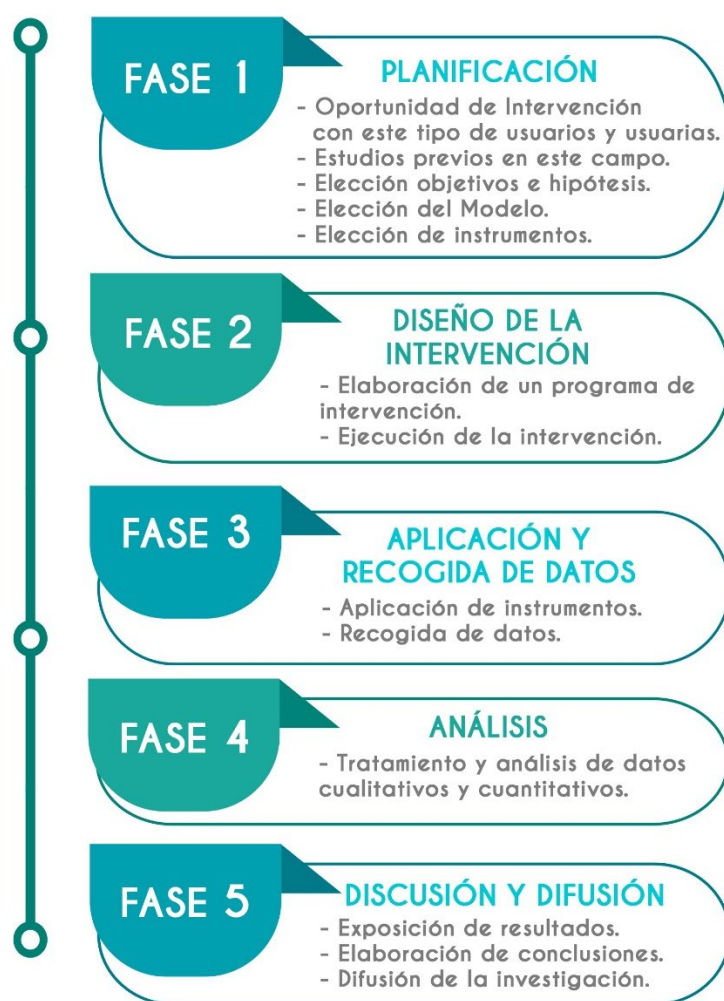 FASE 1
PLANIFICACIÓN
- Oportunidad de Intervención
con este tipo de usuarios y usuarias.
- Estudios previos en este campo.
- Elección objetivos e hipótesis.
- Elección del Modelo.
- Elección de instrumentos.
FASE 2
DISEÑO DE LA
INTERVENCIÓN
- Elaboración de un programa de
intervención.
- Ejecución de la intervención.
FASE 3
APLICACIÓN Y
RECOGIDA DE DATOS
- Aplicación de instrumentos.
- Recogida de datos.
FASE 4
ANÁLISIS
- Tratamiento y análisis de datos
cualitativos y cuantitativos.
FASE 5
DISCUSIÓN Y DIFUSIÓN
- Exposición de resultados.
- Elaboración de conclusiones.
- Difusión de la investigación.